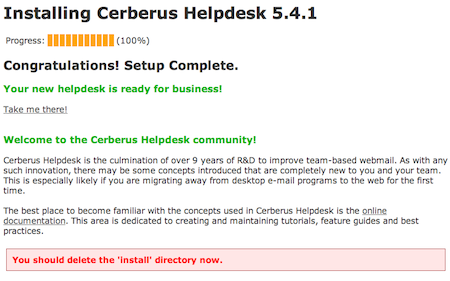 Installing Cerberus Helpdesk 5.4.1
Progress: (100%)
Congratulations! Setup Complete.
Your new helpdesk is ready for business!
Take me there!
Welcome to the Cerberus Helpdesk community!
Cerberus Helpdesk is the culmination of over 9 years of R&D to improve team-based webmail. As with any
such innovation, there may be some concepts introduced that are completely new to you and your team.
This is especially likely if you are migrating away from desktop e-mail programs to the web for the first
time.
The best place to become familiar with the concepts used in Cerberus Helpdesk is the online
documentation. This area is dedicated to creating and maintaining tutorials, feature guides and best
practices.
You should delete the 'install' directory now.